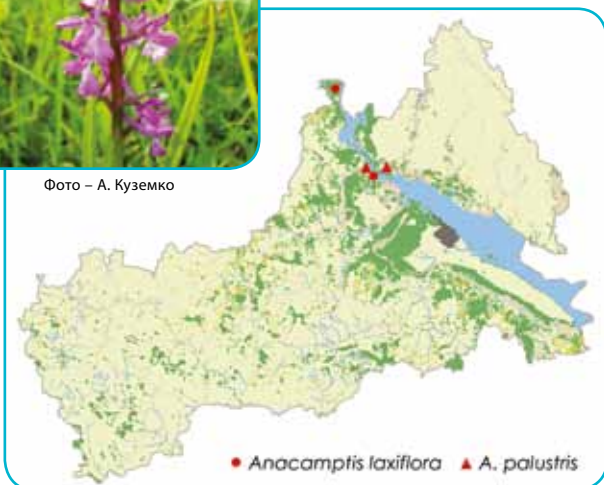 Фото – А. Куземко
Anacamptis laxiflora A. palustris